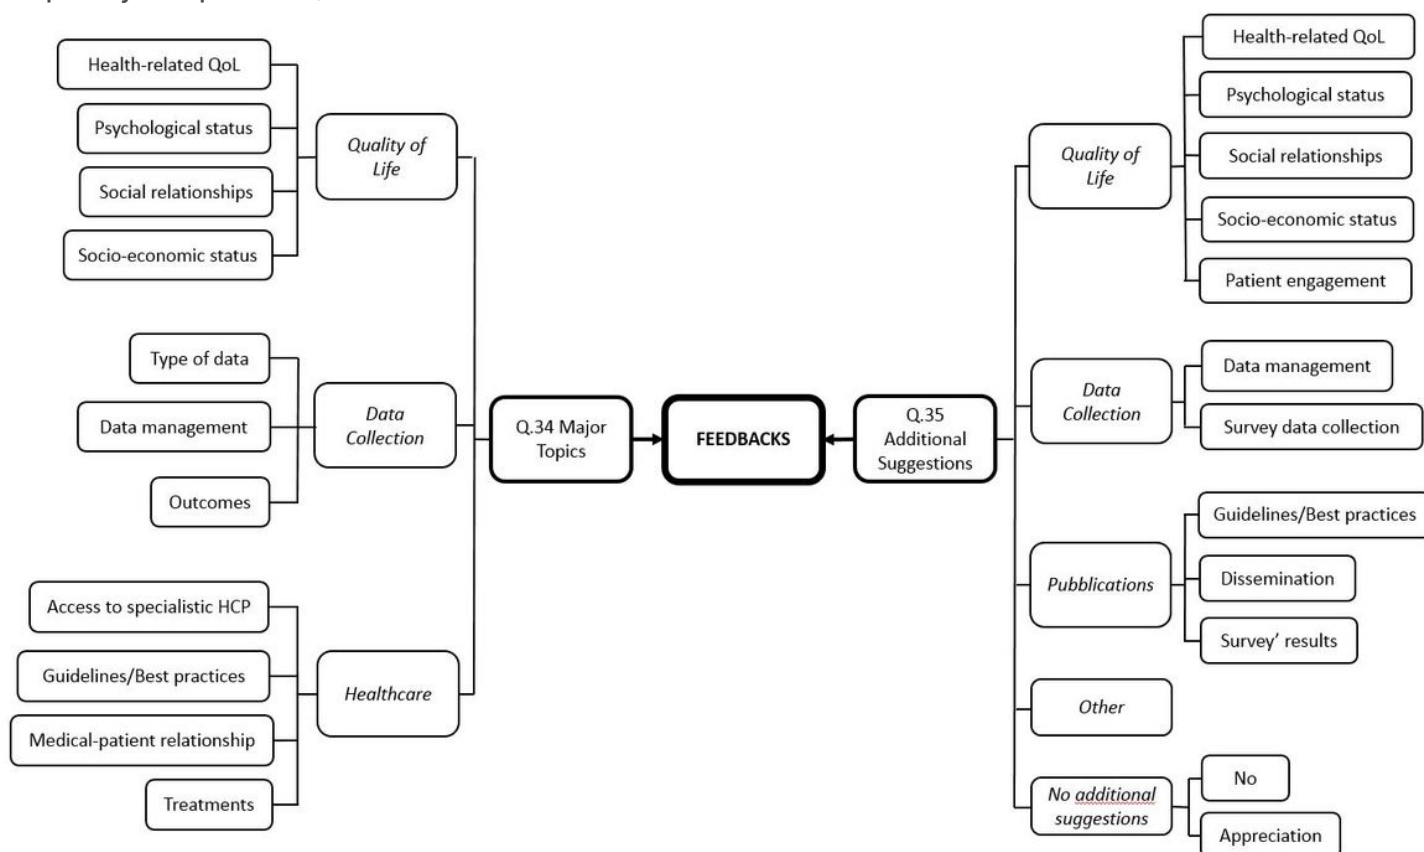 Health-related QoL
Psychological status
Social relationships
Socio-economic status
Quality of
Life
Type of data
Data management
Outcomes
Data
Collection
Access to specialistic HCP
Guidelines/Best practices
Medical-patient relationship
Treatments
Healthcare
Q.34 Major
Topics
FEEDBACKS
Q.35
Additional
Suggestions
Quality of
Life
Health-related QoL
Psychological status
Social relationships
Socio-economic status
Patient engagement
Data
Collection
Data management
Survey data collection
Pubblications
Guidelines/Best practices
Dissemination
Survey’ results
Other
No additional
suggestions
No
Appreciation